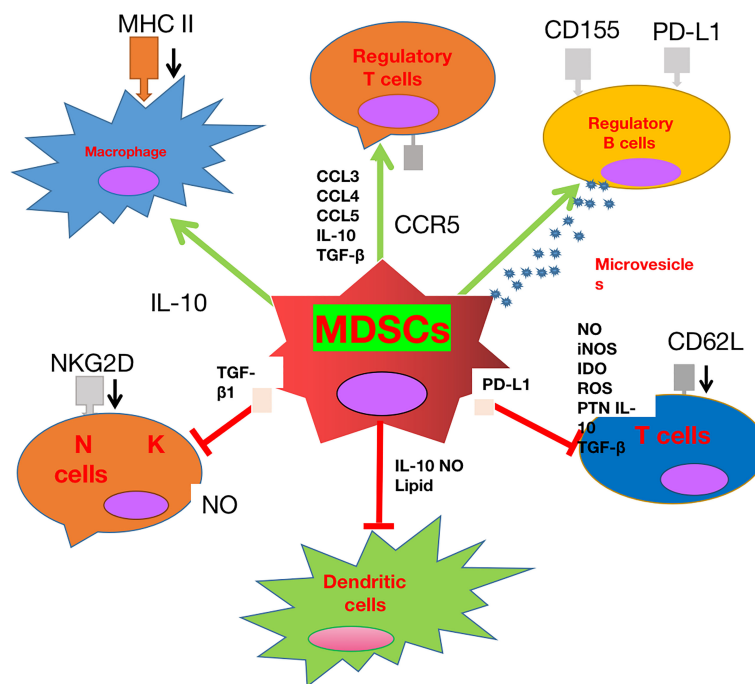 MHC II
Macrophage
Regulatory
T cells
CD155
PD-L1
Regulatory
B cells
CCL3
CCL4
CCL5
IL-10
TGF-β
CCR5
Microvesicle
s
IL-10
MDSCs
NKG2D
TGF-
β1
PD-L1
NO
iNOS
IDO
ROS
PTN IL-
10
TGF-β
CD62L
T cells
N K
cells
NO
IL-10 NO
Lipid
Dendritic
cells